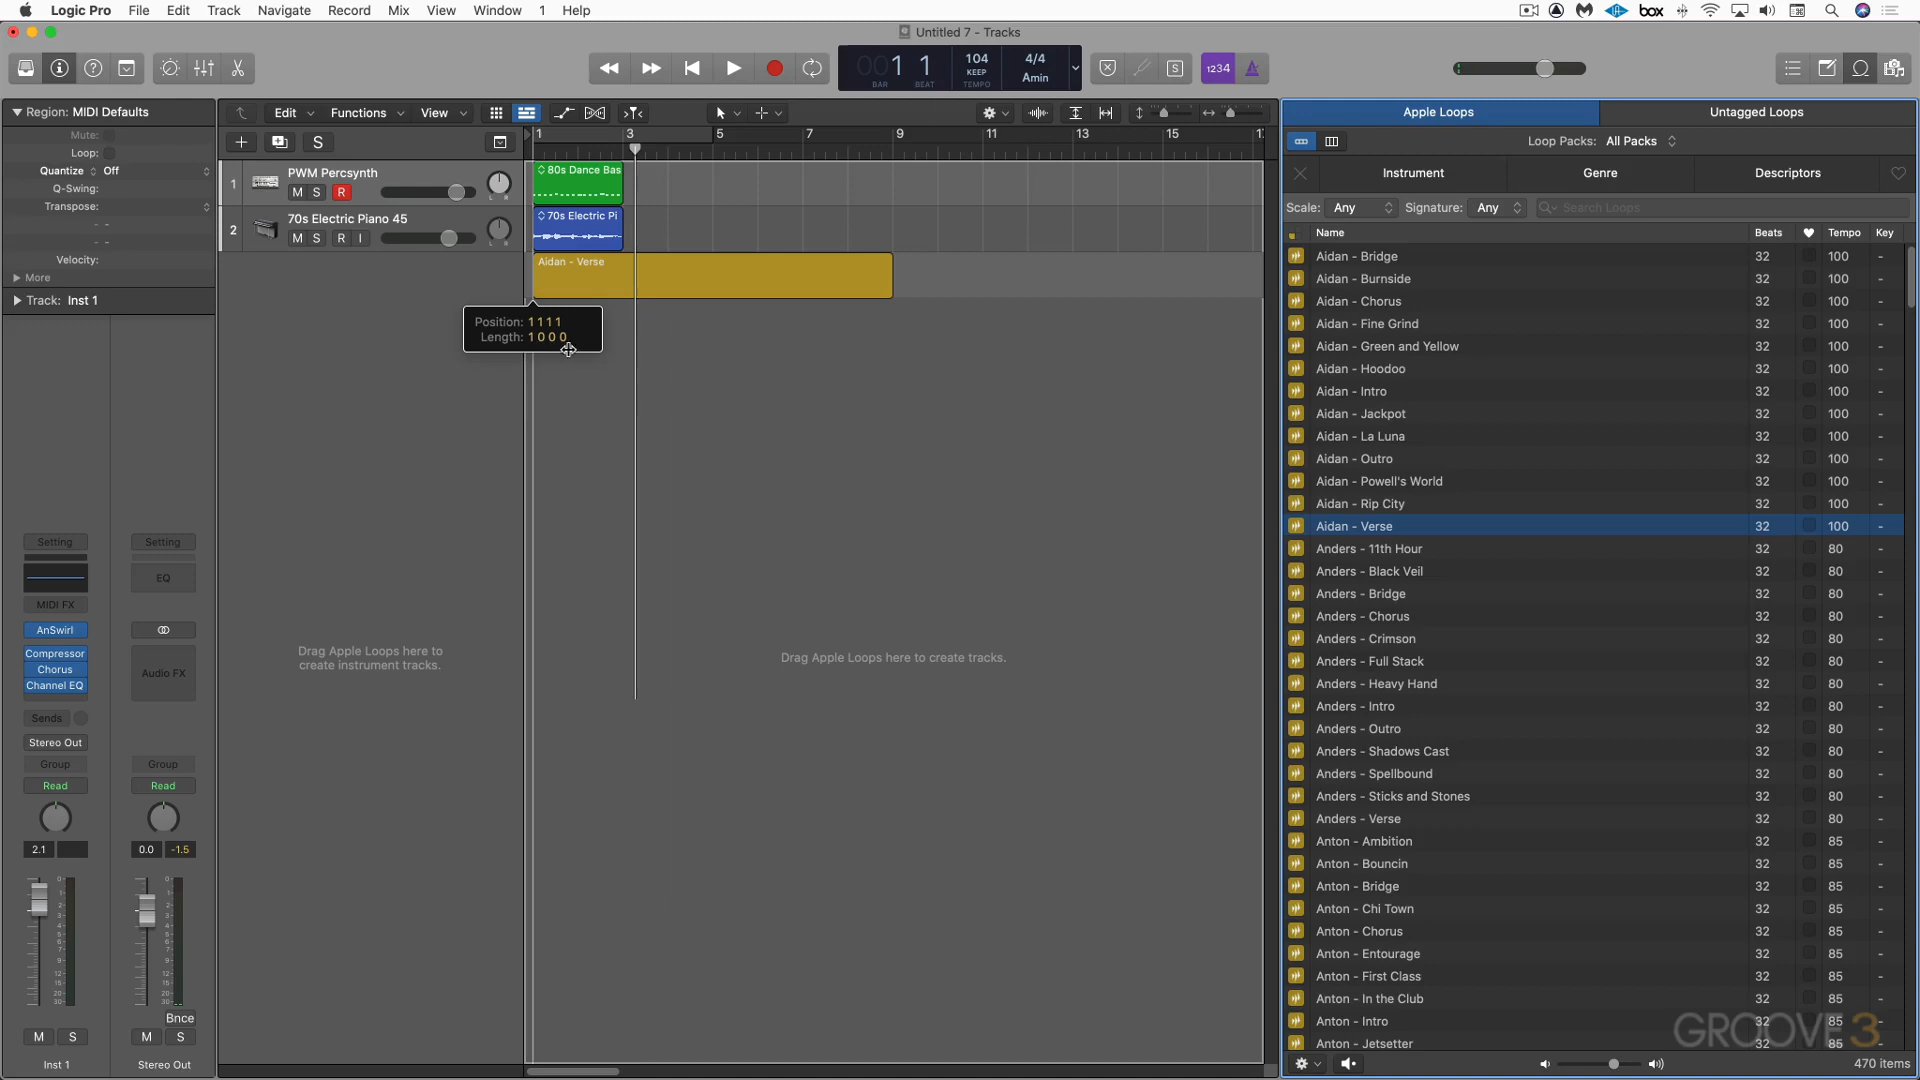 Logic Pro File Edit Track Navigate Record Mix View Window 1 Help
box
Untitled 7 - Tracks
001 1
BAR BEAT
104
KEEP
TEMPO
4/4
Amin
S
1234
Region: MIDI Defaults
Mute:
Loop:
Quantize Off
Q-Swing:
Transpose:
- -
- -
Velocity:
More
Track: Inst 1
Edit Functions View
S
1 3 5 7 9 11 13 15 17
1
PWM Percsynth
M S R
L R
80s Dance Bas
2
70s Electric Piano 45
M S R I
L R
70s Electric Pi
Aidan - Verse
Position: 1 1 1 1
Length: 1 0 0 0
Drag Apple Loops here to
create instrument tracks.
Drag Apple Loops here to create tracks.
Setting Setting
EQ
MIDI FX
AnSwirl
Compressor
Chorus
Channel EQ
Audio FX
Sends
Stereo Out
Group Group
Read Read
2.1 0.0 -1.5
Bnce
M S M S
Inst 1 Stereo Out
Apple Loops Untagged Loops
Loop Packs: All Packs
Instrument Genre Descriptors
Scale: Any Signature: Any Search Loops
Name Beats Tempo Key
Aidan - Bridge 32 100 -
Aidan - Burnside 32 100 -
Aidan - Chorus 32 100 -
Aidan - Fine Grind 32 100 -
Aidan - Green and Yellow 32 100 -
Aidan - Hoodoo 32 100 -
Aidan - Intro 32 100 -
Aidan - Jackpot 32 100 -
Aidan - La Luna 32 100 -
Aidan - Outro 32 100 -
Aidan - Powell's World 32 100 -
Aidan - Rip City 32 100 -
Aidan - Verse 32 100 -
Anders - 11th Hour 32 80 -
Anders - Black Veil 32 80 -
Anders - Bridge 32 80 -
Anders - Chorus 32 80 -
Anders - Crimson 32 80 -
Anders - Full Stack 32 80 -
Anders - Heavy Hand 32 80 -
Anders - Intro 32 80 -
Anders - Outro 32 80 -
Anders - Shadows Cast 32 80 -
Anders - Spellbound 32 80 -
Anders - Sticks and Stones 32 80 -
Anders - Verse 32 80 -
Anton - Ambition 32 85 -
Anton - Bouncin 32 85 -
Anton - Bridge 32 85 -
Anton - Chi Town 32 85 -
Anton - Chorus 32 85 -
Anton - Entourage 32 85 -
Anton - First Class 32 85 -
Anton - In the Club 32 85 -
Anton - Intro 32 85 -
Anton - Jetsetter 32 85 -
GROOVE 3
470 items